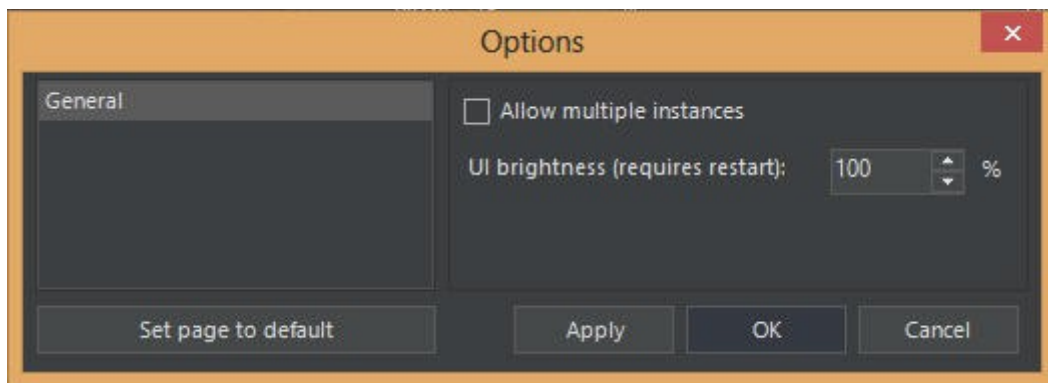 Options
General
Allow multiple instances
UI brightness (requires restart): 100 %
Set page to default
Apply OK Cancel